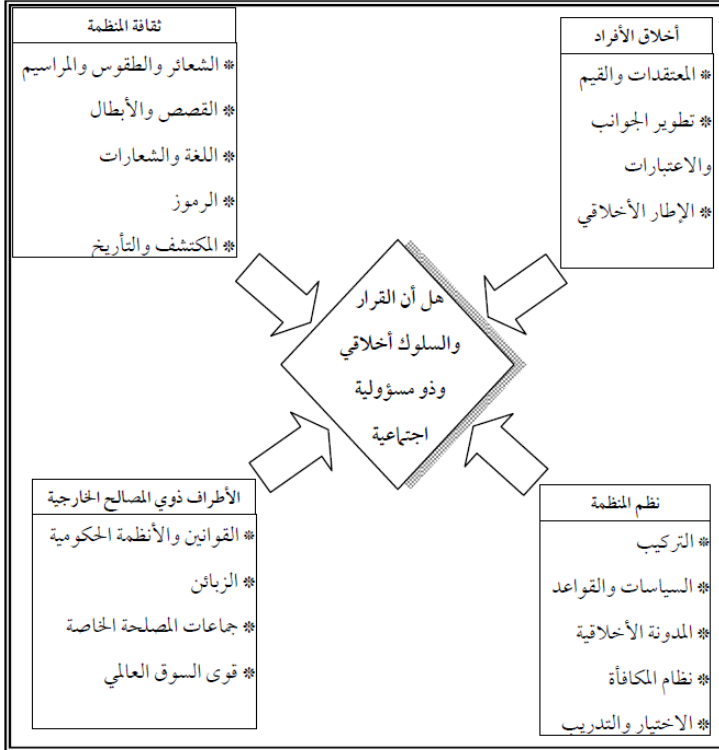 أخلاق الأفراد
* المعتقدات والقيم
* تطوير الجوانب
والاعتبارات
* الإطار الأخلاقي
ثقافة المنظمة
* الشعائر والطقوس والمراسيم
* القصص والأبطال
* اللغة والشعارات
* الرموز
* المكتشف والتأريخ
هل أن القرار
والسلوك أخلاقي
وذو مسؤولية
اجتماعية
نظم المنظمة
* التركيب
* السياسات والقواعد
* المدونة الأخلاقية
* نظام المكافأة
* الاختيار والتدريب
الأطراف ذوي المصالح الخارجية
* القوانين والأنظمة الحكومية
* الزبائن
* جماعات المصلحة الخاصة
* قوى السوق العالمي